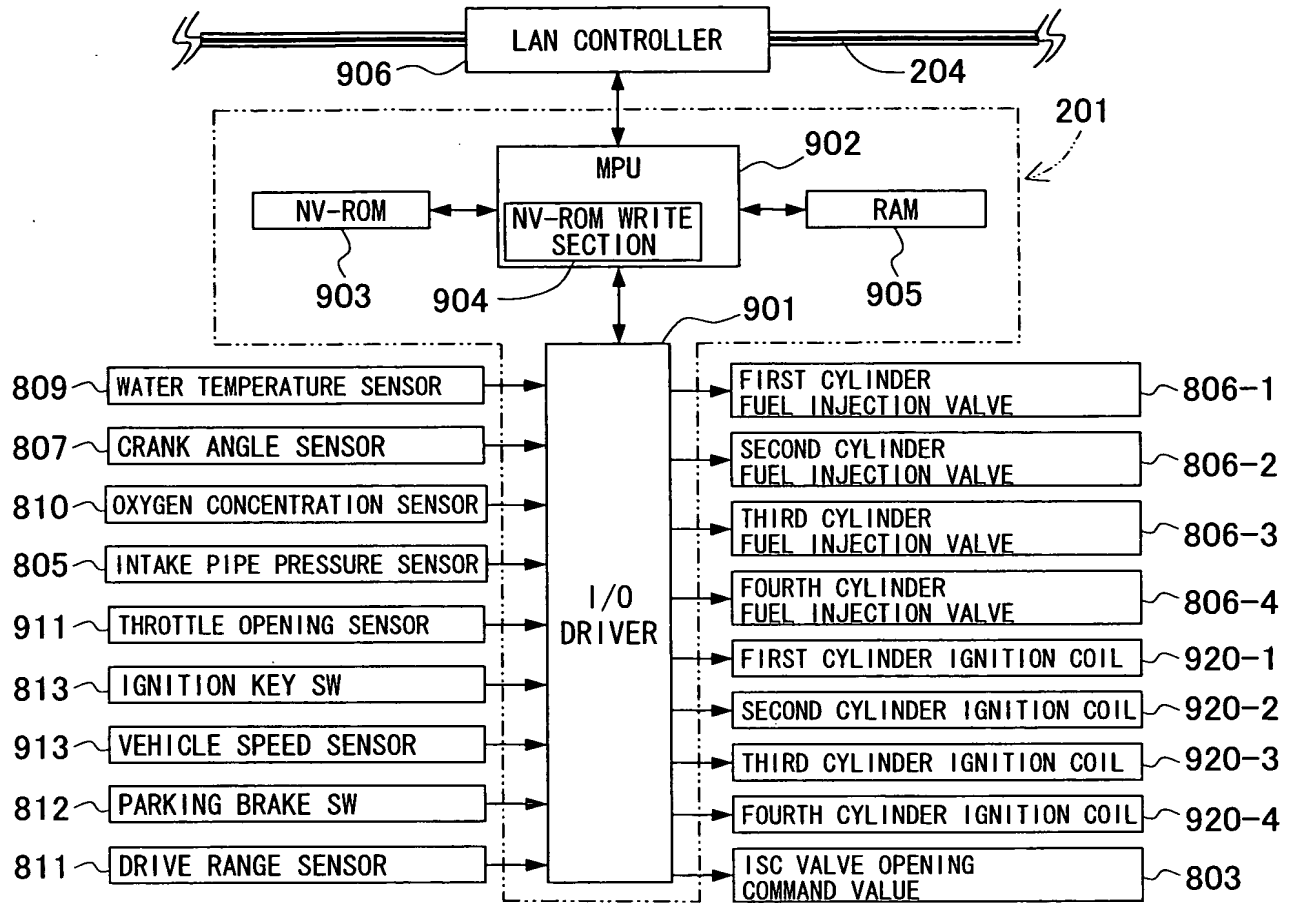 LAN CONTROLLER
906
204
201
MPU
902
NV-ROM
NV-ROM WRITE
SECTION
RAM
903
904
905
901
809
WATER TEMPERATURE SENSOR
807
CRANK ANGLE SENSOR
810
OXYGEN CONCENTRATION SENSOR
805
INTAKE PIPE PRESSURE SENSOR
911
THROTTLE OPENING SENSOR
813
IGNITION KEY SW
913
VEHICLE SPEED SENSOR
812
PARKING BRAKE SW
811
DRIVE RANGE SENSOR
I/O
DRIVER
FIRST CYLINDER
FUEL INJECTION VALVE
806-1
SECOND CYLINDER
FUEL INJECTION VALVE
806-2
THIRD CYLINDER
FUEL INJECTION VALVE
806-3
FOURTH CYLINDER
FUEL INJECTION VALVE
806-4
FIRST CYLINDER IGNITION COIL
920-1
SECOND CYLINDER IGNITION COIL
920-2
THIRD CYLINDER IGNITION COIL
920-3
FOURTH CYLINDER IGNITION COIL
920-4
ISC VALVE OPENING
COMMAND VALUE
803